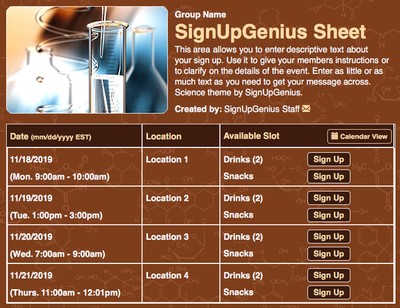 Group Name
SignUpGenius Sheet
This area allows you to enter descriptive text about
your sign up. Use it to give your members instructions or
to clarify on the details of the event. Enter as little or as
much text as you need to get your message across.
Science theme by SignUpGenius.
Created by: SignUpGenius Staff
Date (mm/dd/yyyy EST) Location Available Slot Calendar View
11/18/2019 Location 1 Drinks (2) Sign Up
(Mon. 9:00am - 10:00am) Snacks Sign Up
11/19/2019 Location 2 Drinks (2) Sign Up
(Tue. 1:00pm - 3:00pm) Snacks Sign Up
11/20/2019 Location 3 Drinks (2) Sign Up
(Wed. 7:00am - 9:00am) Snacks Sign Up
11/21/2019 Location 4 Drinks (2) Sign Up
(Thurs. 11:00am - 12:01pm) Snacks Sign Up